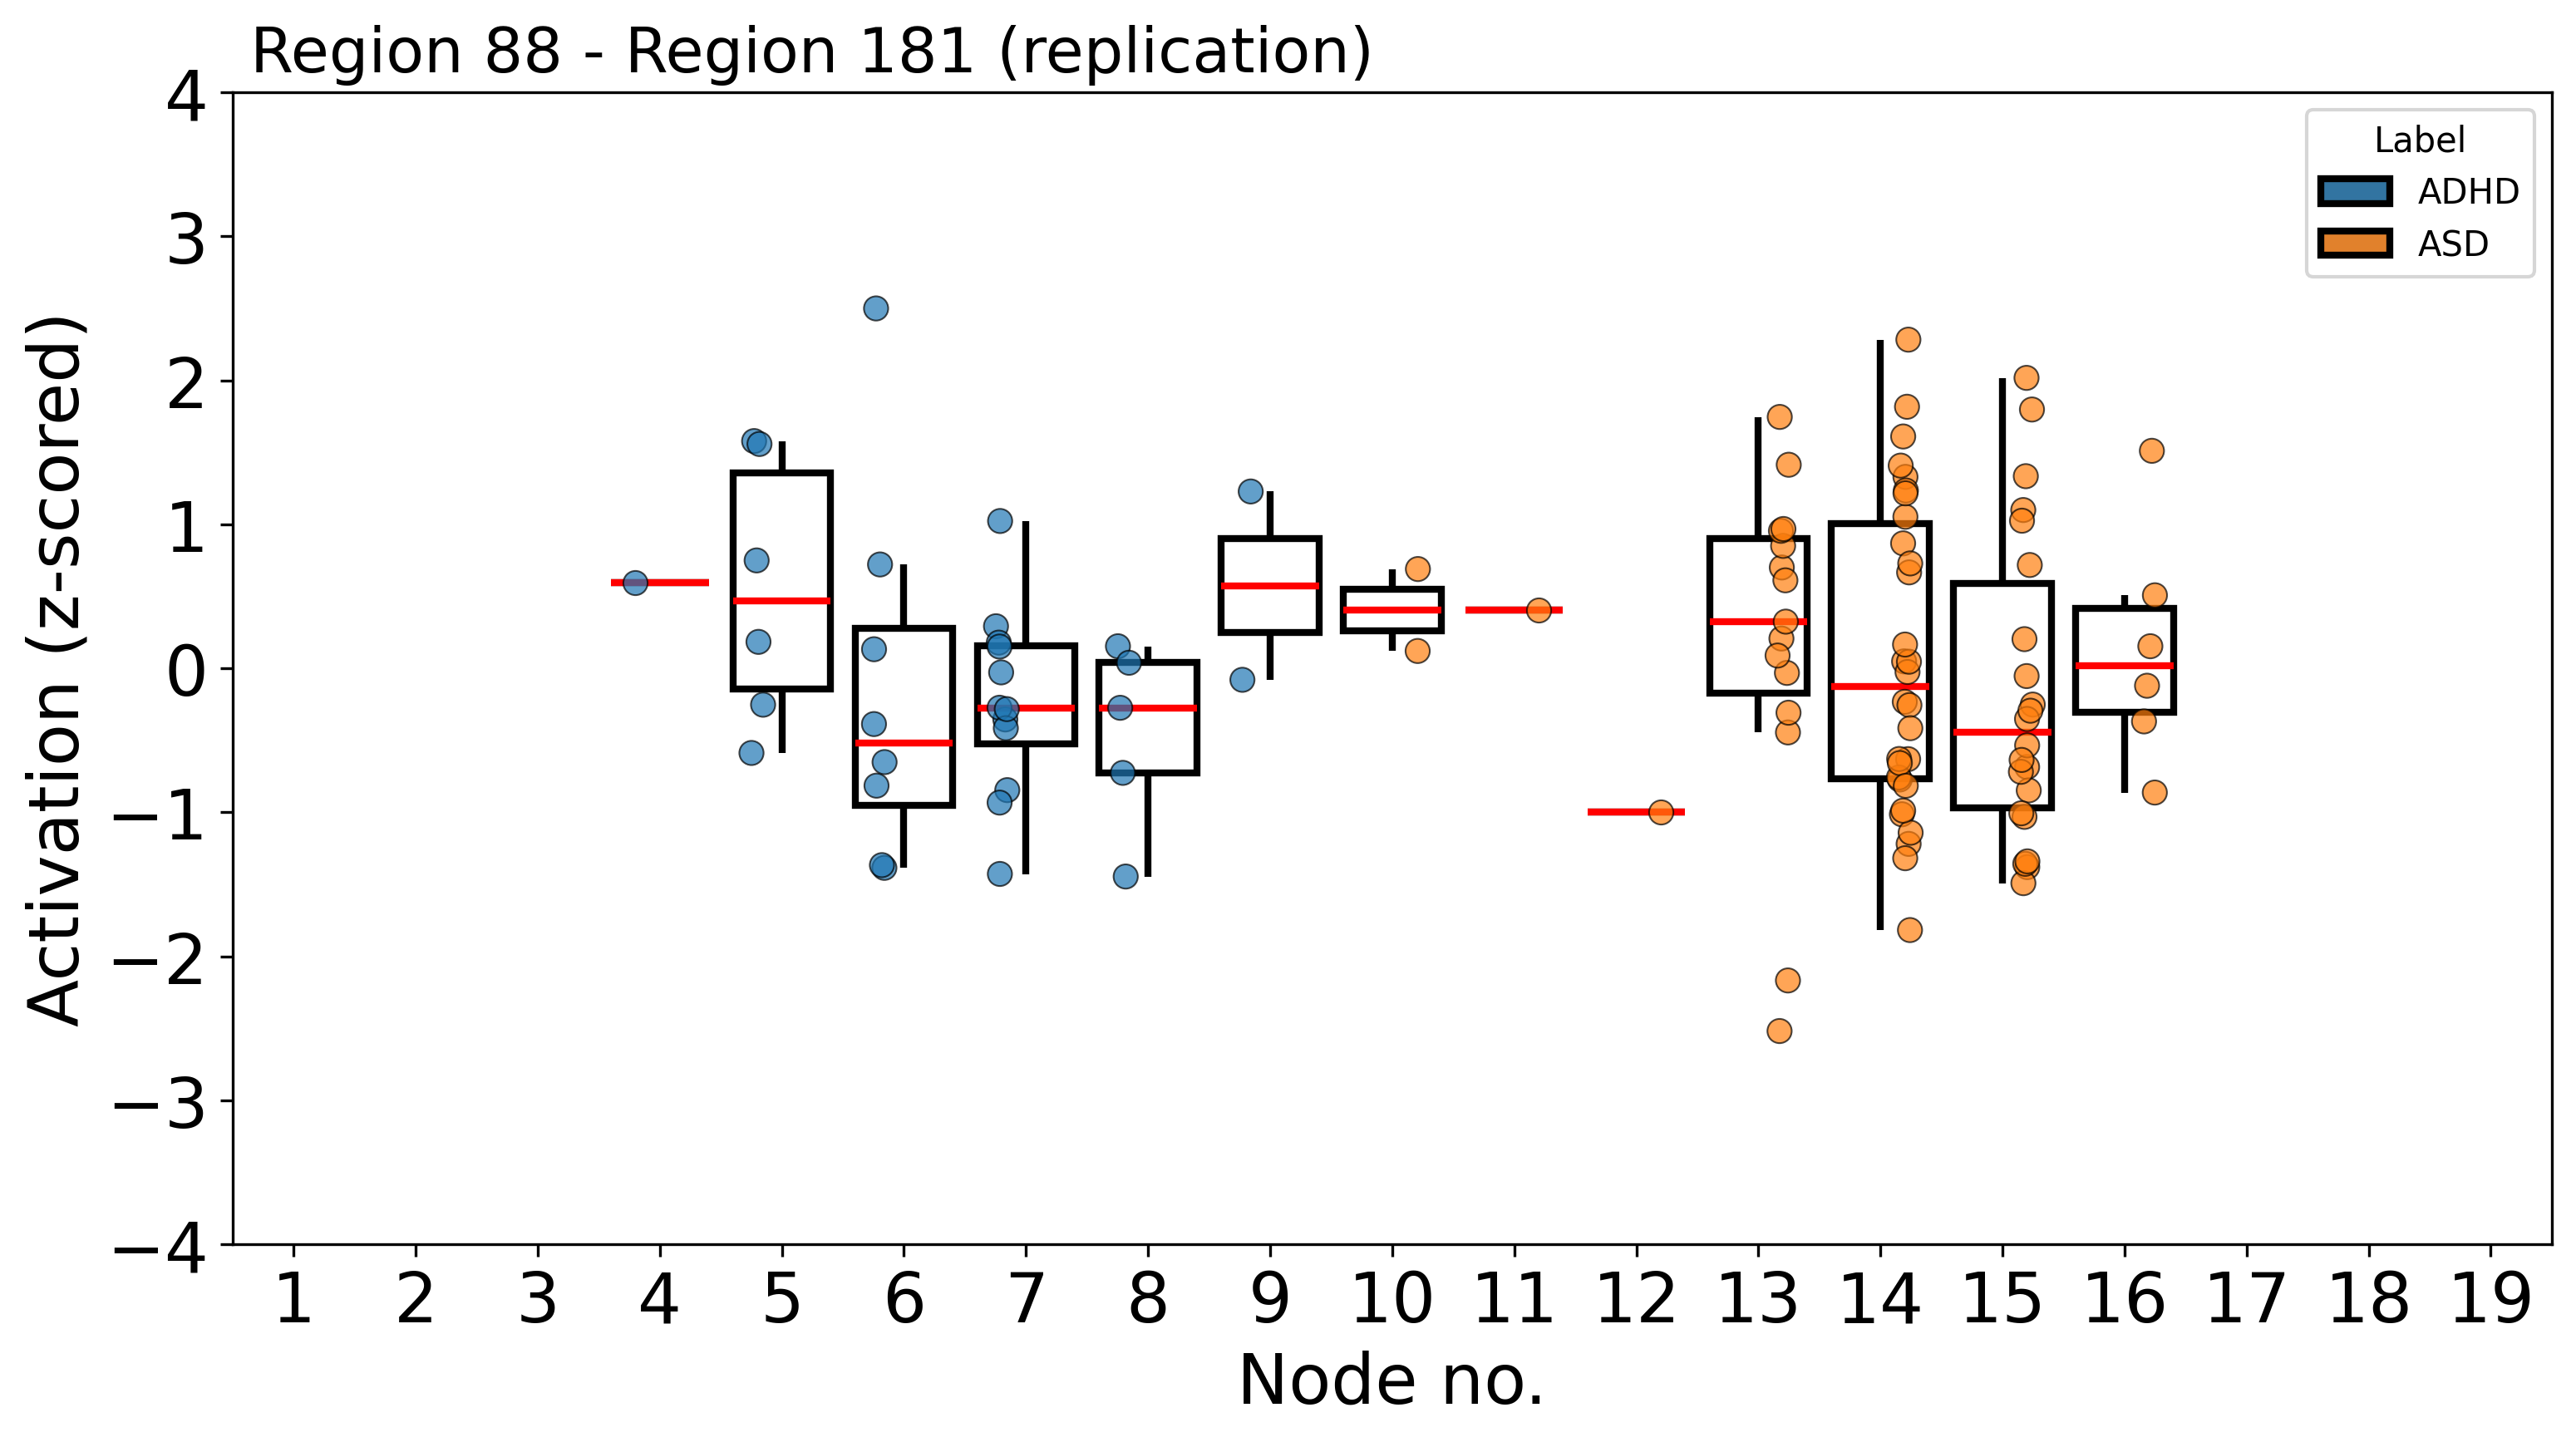 Region 88 - Region 181 (replication)
Label
ADHD
ASD
Activation (z-scored)
4
3
2
1
0
−1
−2
−3
−4
1 2 3 4 5 6 7 8 9 10 11 12 13 14 15 16 17 18 19
Node no.